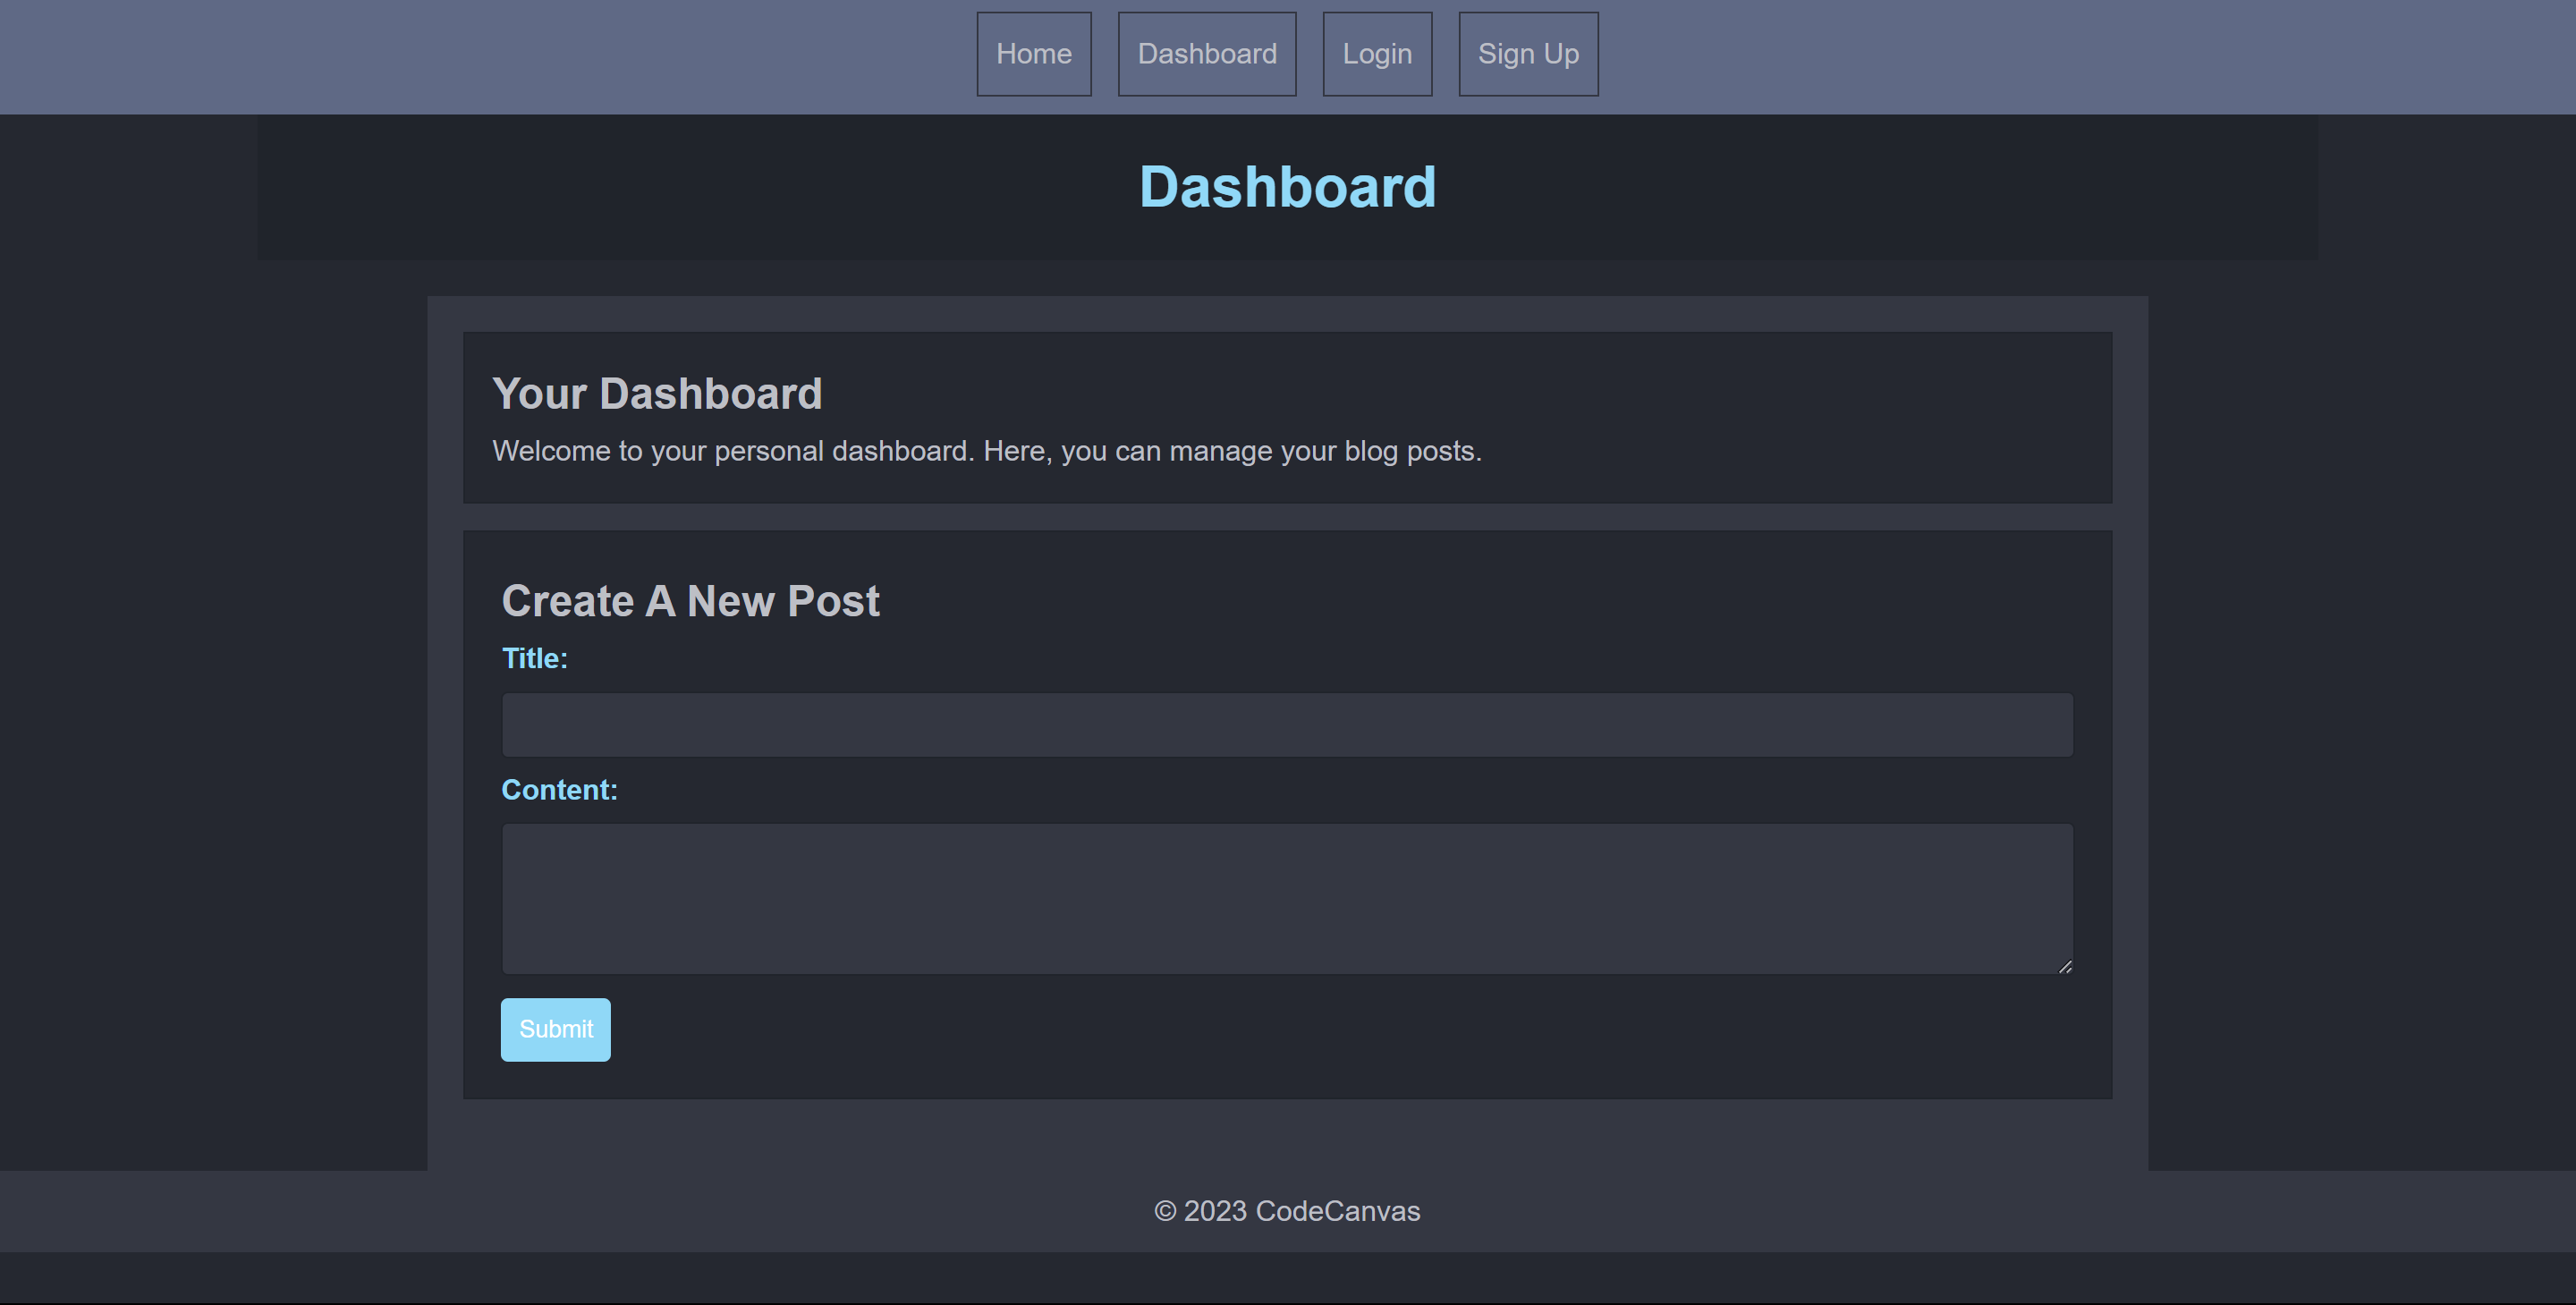 Home Dashboard Login Sign Up
Dashboard
Your Dashboard
Welcome to your personal dashboard. Here, you can manage your blog posts.
Create A New Post
Title:
Content:
Submit
© 2023 CodeCanvas